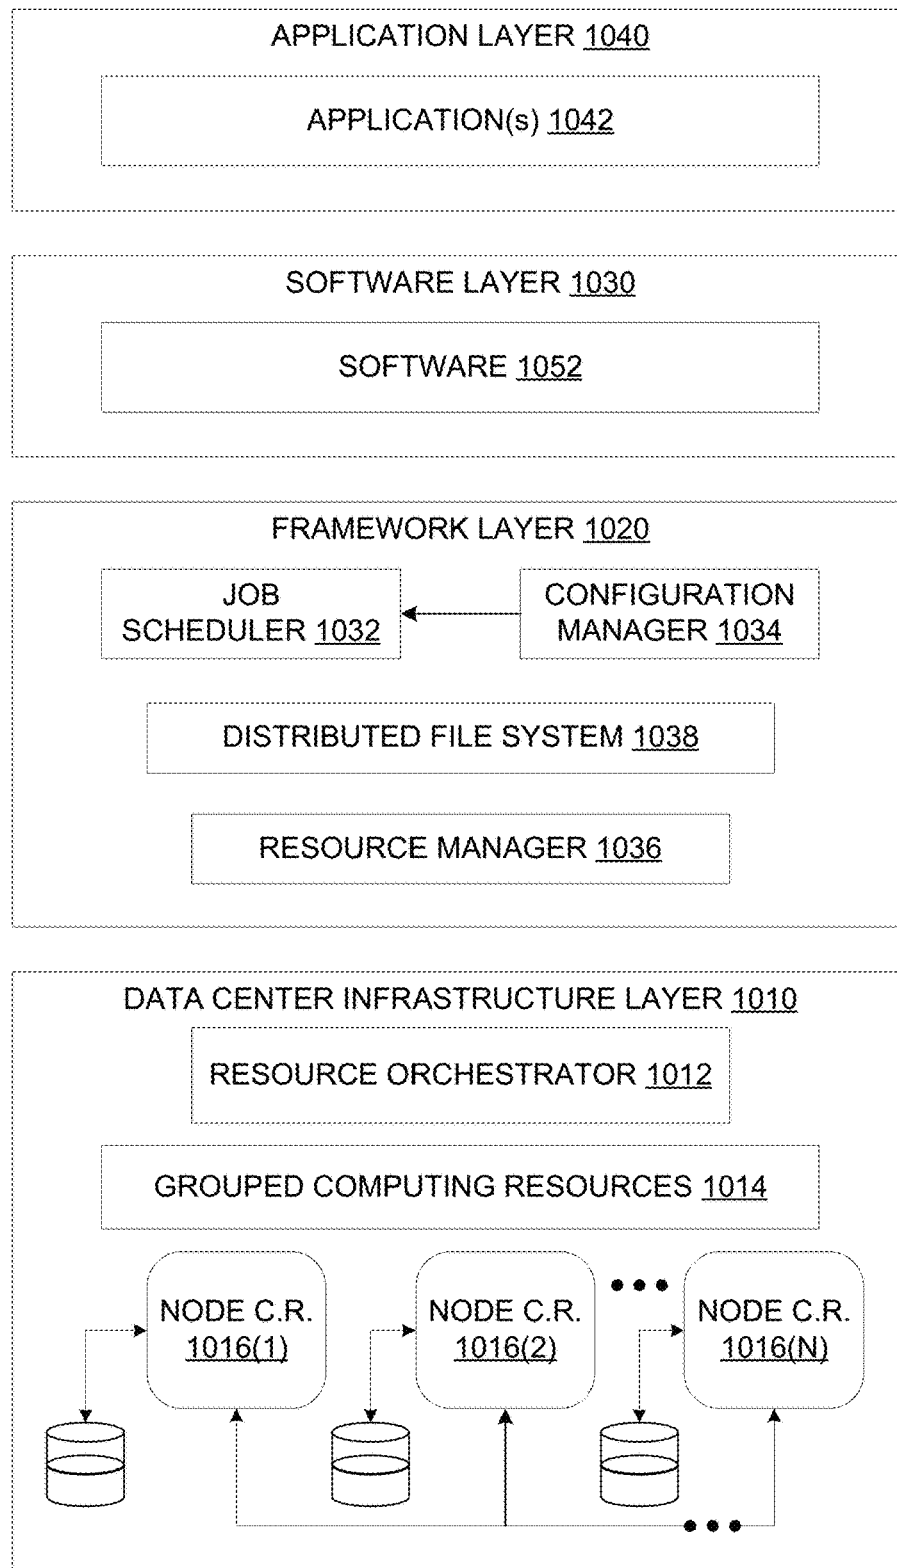 APPLICATION LAYER 1040
APPLICATION(s) 1042
SOFTWARE LAYER 1030
SOFTWARE 1052
FRAMEWORK LAYER 1020
JOB
SCHEDULER 1032
CONFIGURATION
MANAGER 1034
DISTRIBUTED FILE SYSTEM 1038
RESOURCE MANAGER 1036
DATA CENTER INFRASTRUCTURE LAYER 1010
RESOURCE ORCHESTRATOR 1012
GROUPED COMPUTING RESOURCES 1014
NODE C.R.
1016(1)
NODE C.R.
1016(2)
NODE C.R.
1016(N)